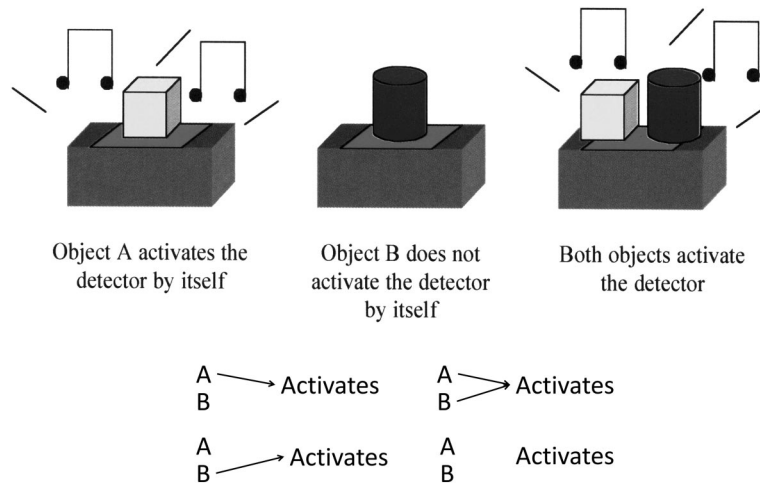 Object A activates the
detector by itself
Object B does not
activate the detector
by itself
Both objects activate
the detector
A
B
Activates
A
B
Activates
A
B
Activates
A
B
Activates